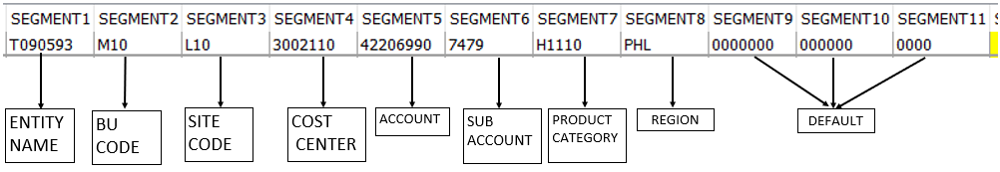 SEGMENT1 SEGMENT2 SEGMENT3 SEGMENT4 SEGMENT5 SEGMENT6 SEGMENT7 SEGMENT8 SEGMENT9 SEGMENT10 SEGMENT11
T090593 M10 L10 3002110 42206990 7479 H1110 PHL 0000000 000000 0000
ENTITY
NAME
BU
CODE
SITE
CODE
COST
CENTER
ACCOUNT
SUB
ACCOUNT
PRODUCT
CATEGORY
REGION
DEFAULT